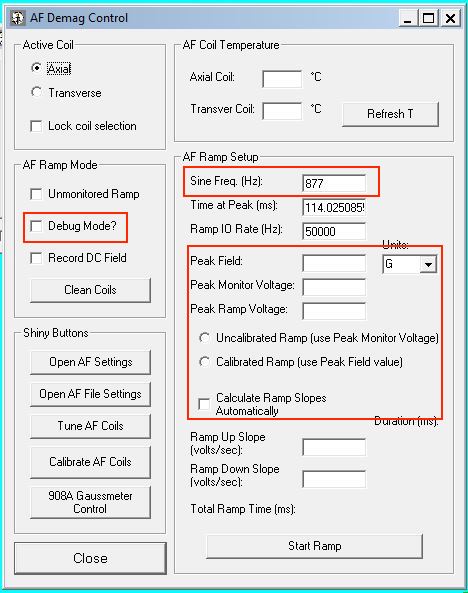 AF Demag Control
Active Coil
Axial
Transverse
Lock coil selection
AF Coil Temperature
Axial Coil: °C
Transver Coil: °C
Refresh T
AF Ramp Mode
Unmonitored Ramp
Debug Mode?
Record DC Field
Clean Coils
Shiny Buttons
Open AF Settings
Open AF File Settings
Tune AF Coils
Calibrate AF Coils
908A Gaussmeter
Control
Close
AF Ramp Setup
Sine Freq. (Hz): 877
Time at Peak (ms): 114.0250855
Ramp IO Rate (Hz): 50000
Units:
Peak Field: G
Peak Monitor Voltage:
Peak Ramp Voltage:
Uncalibrated Ramp (use Peak Monitor Voltage)
Calibrated Ramp (use Peak Field value)
Calculate Ramp Slopes
Automatically
Duration (ms):
Ramp Up Slope
(volts/sec):
Ramp Down Slope
(volts/sec):
Total Ramp Time (ms):
Start Ramp